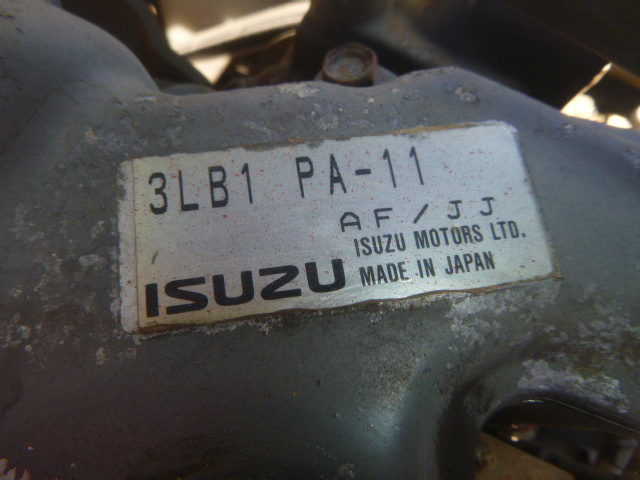 3LB1 PA-11
AF/JJ
ISUZU MOTORS LTD.
ISUZU MADE IN JAPAN